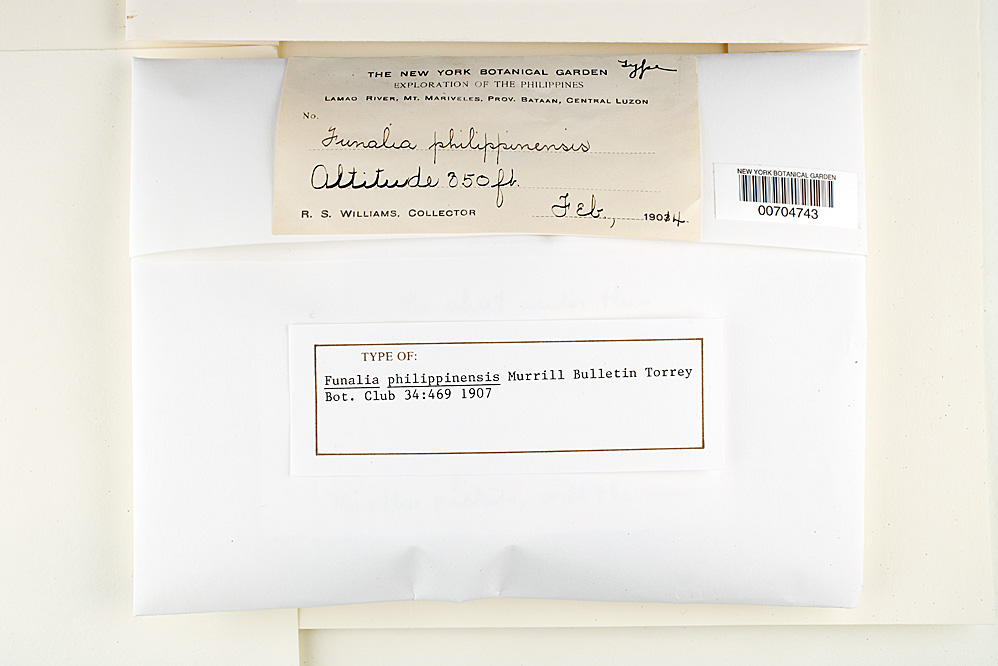 THE NEW YORK BOTANICAL GARDEN Type
EXPLORATION OF THE PHILIPPINES
LAMAO RIVER, MT. MARIVELES, PROV. BATAAN, CENTRAL LUZON
No.
Funalia philippinensis
Altitude 850 ft.
R. S. WILLIAMS, COLLECTOR Feb., 1904
NEW YORK BOTANICAL GARDEN
00704743
TYPE OF:
Funalia philippinensis Murrill Bulletin Torrey
Bot. Club 34:469 1907